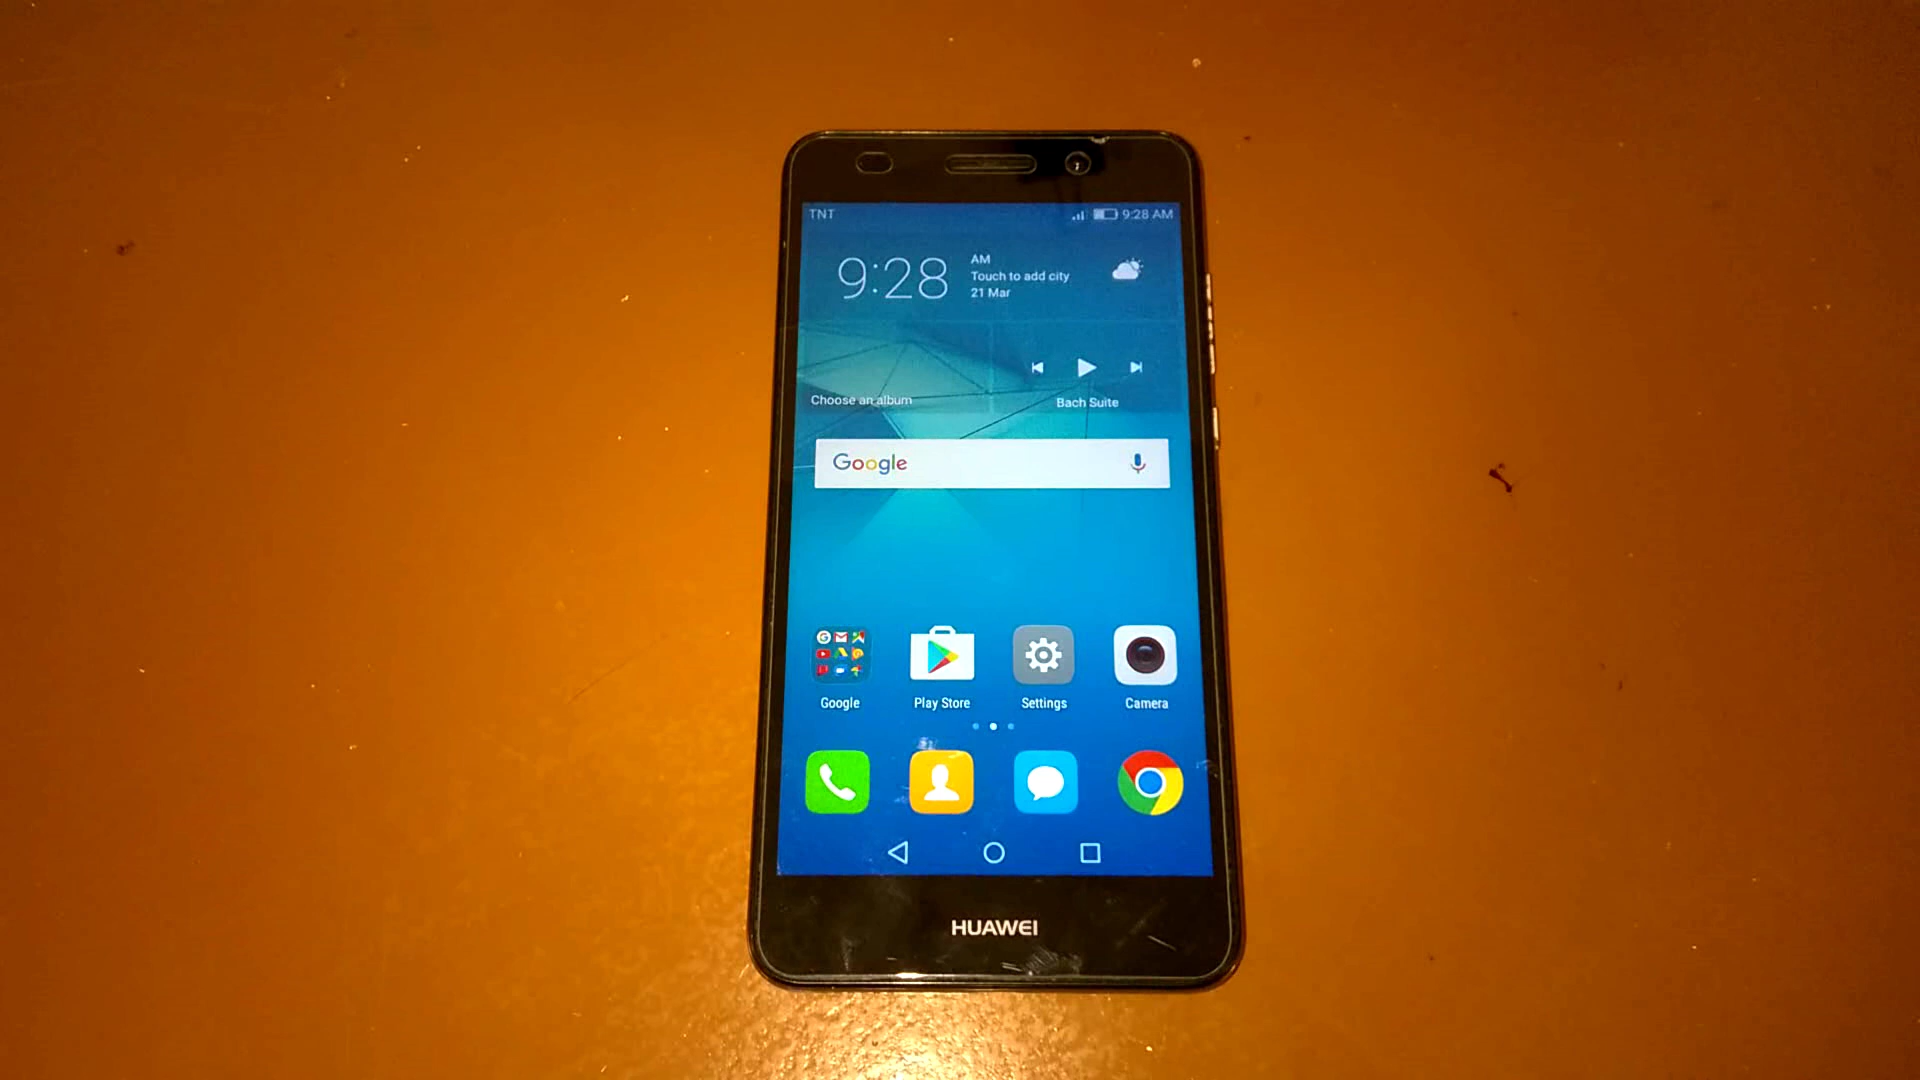 TNT 9:28 AM
9:28
AM
Touch to add city
21 Mar
Choose an album
Bach Suite
Google
Google Play Store Settings Camera
HUAWEI